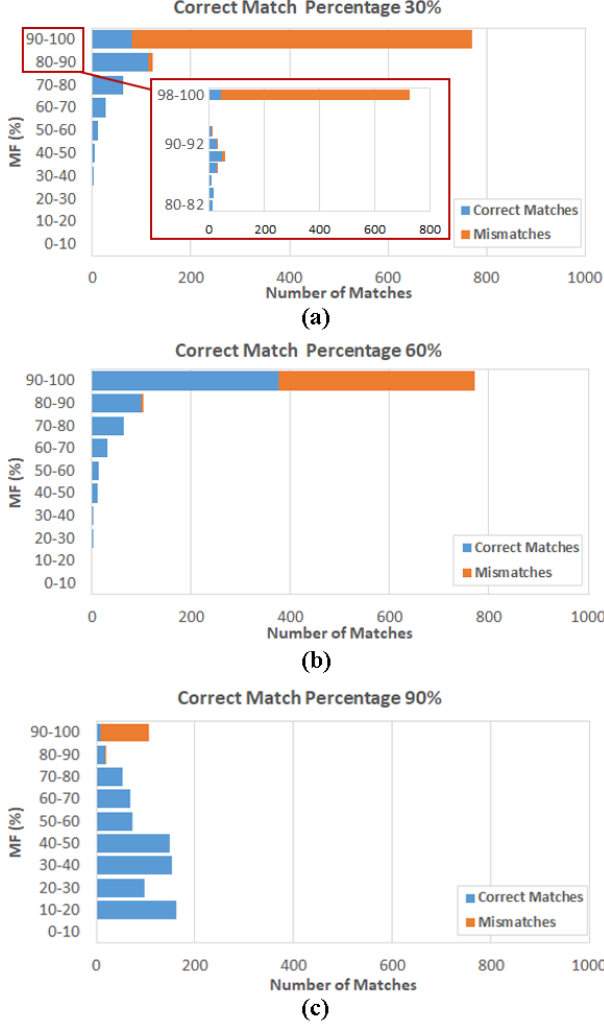 Correct Match  Percentage 30%
MF (%)
90-100
80-90
70-80
60-70
50-60
40-50
30-40
20-30
10-20
0-10
98-100
90-92
80-82
0 200 400 600 800
Correct Matches
Mismatches
0 200 400 600 800 1000
Number of Matches
(a)
Correct Match  Percentage 60%
MF (%)
90-100
80-90
70-80
60-70
50-60
40-50
30-40
20-30
10-20
0-10
Correct Matches
Mismatches
0 200 400 600 800 1000
Number of Matches
(b)
Correct Match Percentage 90%
MF (%)
90-100
80-90
70-80
60-70
50-60
40-50
30-40
20-30
10-20
0-10
Correct Matches
Mismatches
0 200 400 600 800 1000
Number of Matches
(c)